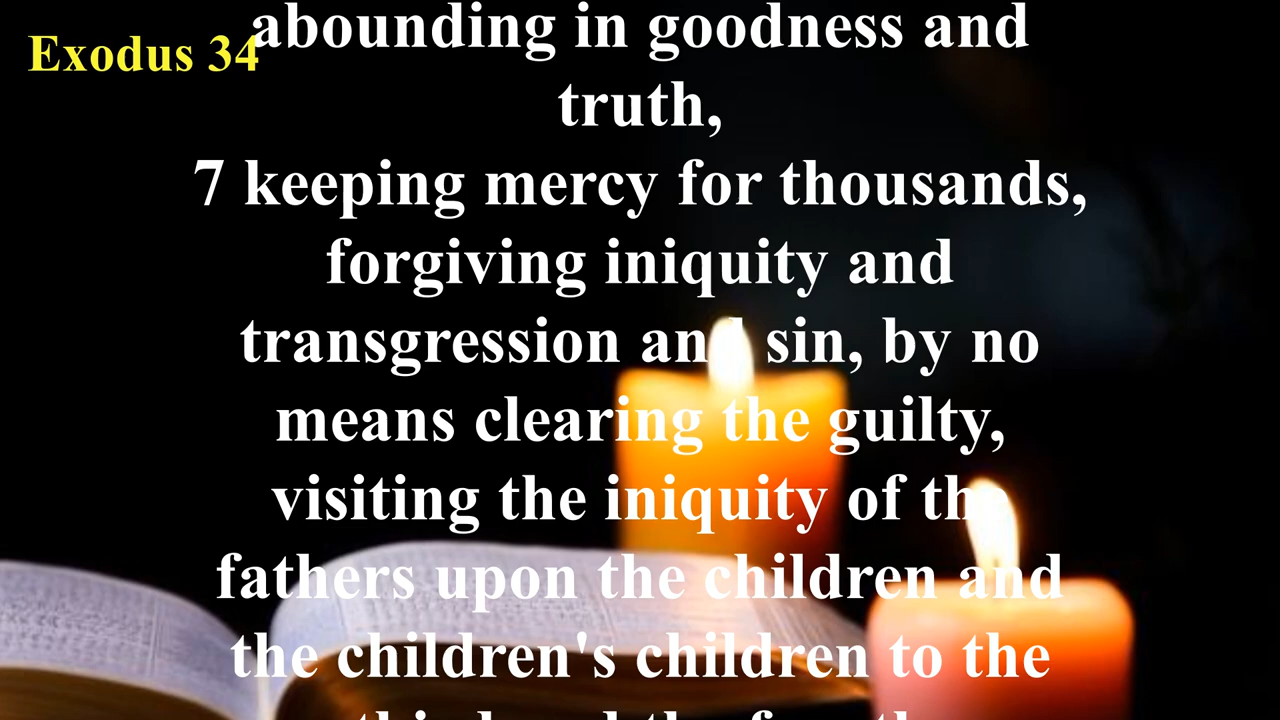 Exodus 34
abounding in goodness and
truth,
7 keeping mercy for thousands,
forgiving iniquity and
transgression and sin, by no
means clearing the guilty,
visiting the iniquity of the
fathers upon the children and
the children's children to the